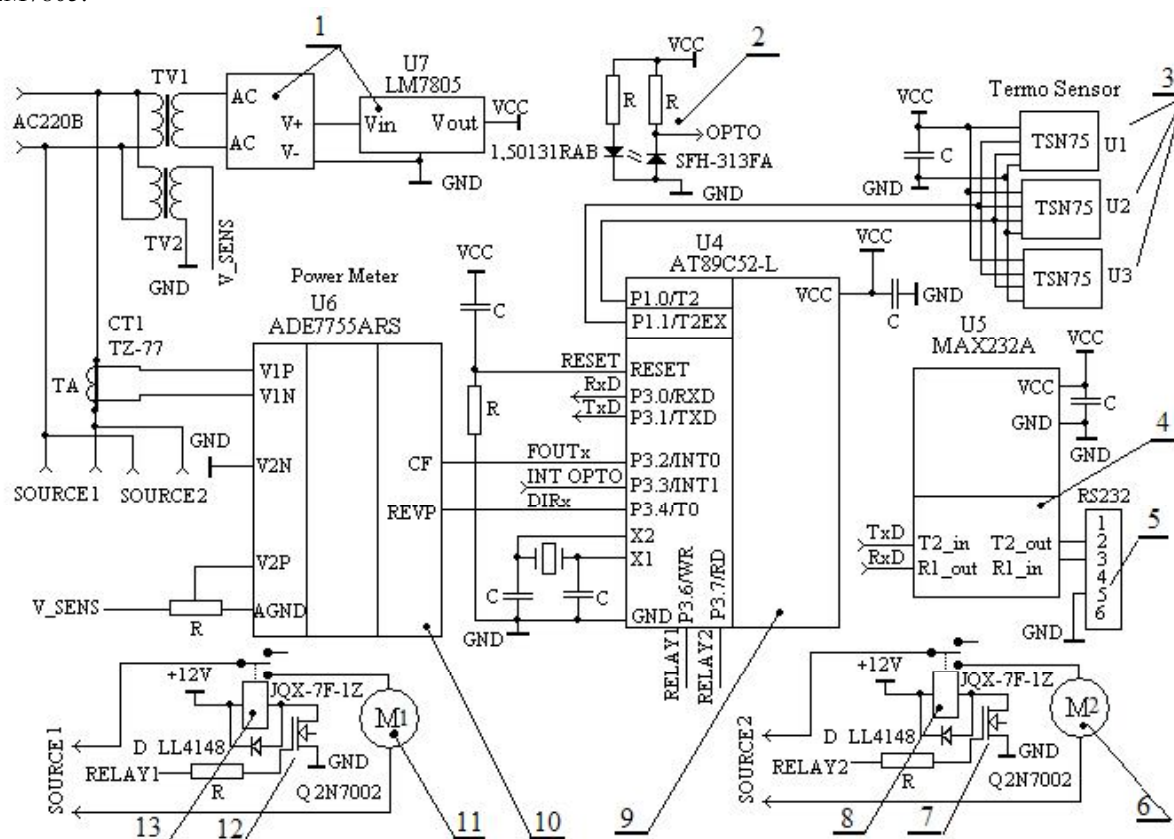 LM7805.
1
2
3
U7
LM7805
VCC
TV1
AC
AC220B
AC
V+
V-
Vin
Vout
VCC
GND
R
R
OPTO
1,50131RAB
SFH-313FA
GND
Termo Sensor
VCC
C
GND
TSN75
U1
TSN75
U2
TSN75
U3
TV2
GND
V_SENS
VCC
C
R
U4
AT89C52-L
VCC
VCC
C
GND
P1.0/T2
P1.1/T2EX
RESET
RESET
RxD
P3.0/RXD
TxD
P3.1/TXD
FOUTx
P3.2/INT0
INT OPTO
P3.3/INT1
DIRx
P3.4/T0
X2
X1
C
C
GND
GND
P3.6/WR
P3.7/RD
RELAY1
RELAY2
Power Meter
U6
ADE7755ARS
CT1
TZ-77
TA
V1P
V1N
GND
V2N
CF
REVP
V2P
AGND
SOURCE1
SOURCE2
V_SENS
R
U5
MAX232A
VCC
VCC
C
GND
GND
4
RS232
5
TxD
T2_in
T2_out
RxD
R1_out
R1_in
1
2
3
4
5
6
GND
+12V
JQX-7F-1Z
M1
D LL4148
GND
RELAY1
R
Q2N7002
SOURCE1
+12V
JQX-7F-1Z
M2
D LL4148
GND
RELAY2
R
Q2N7002
SOURCE2
13
12
11
10
9
8
7
6